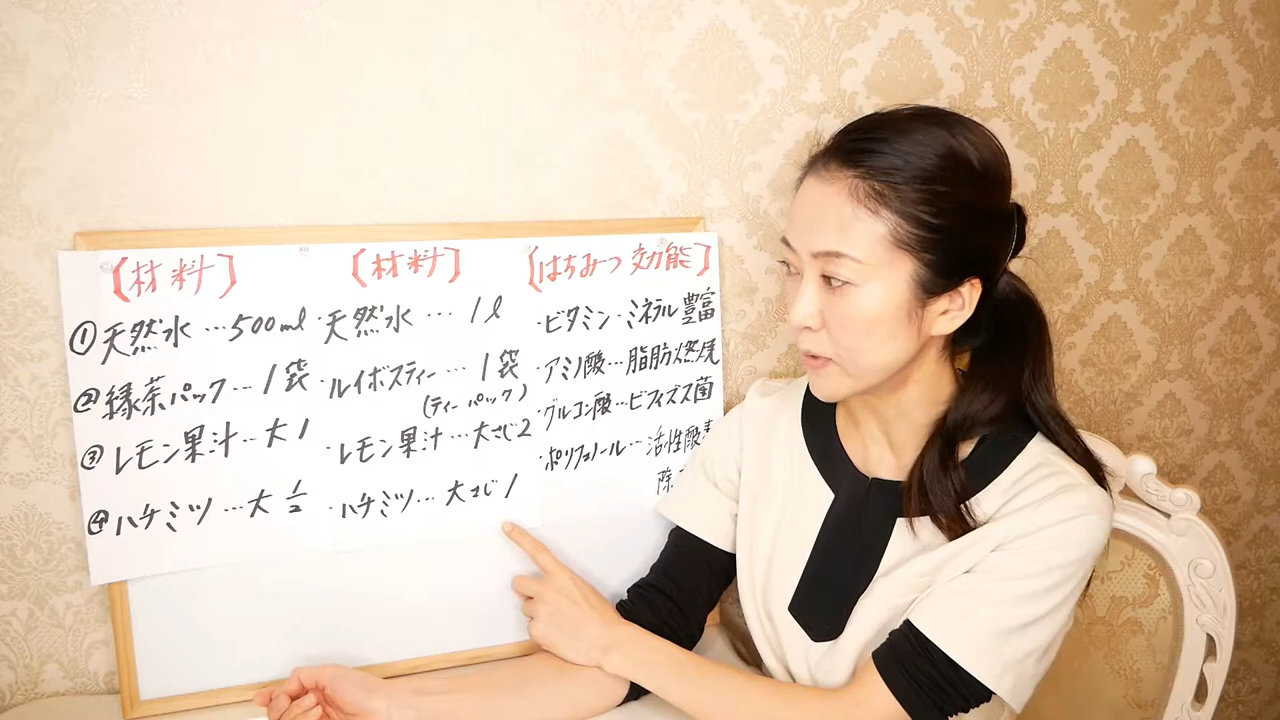 【材料】
①天然水…500ml
②緑茶パック…1袋
③レモン果汁…大1
④ハチミツ…大1/2
【材料】
・天然水…1l
・ルイボスティー…1袋
(ティーパック)
・レモン果汁…大さじ2
・ハチミツ…大さじ1
【はちみつ効能】
・ビタミン・ミネラル豊富
・アミノ酸…脂肪燃焼
・グルコン酸…ビフィズス菌
・ポリフェノール…活性酸素
除